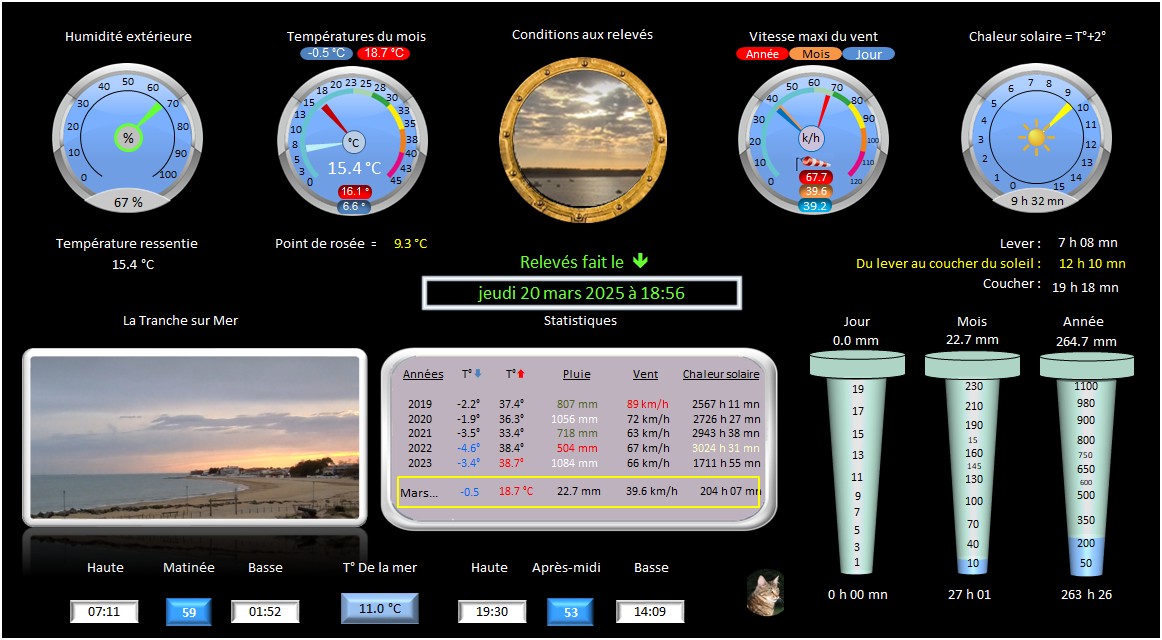 Humidité extérieure
Températures du mois
-0.5 °C 18.7 °C
Conditions aux relevés
Vitesse maxi du vent
Année Mois Jour
Chaleur solaire = T°+2°
0 10 20 30 40 50 60 70 80 90 100
%
67 %
0 3 5 8 10 13 15 18 20 23 25 28 30 33 35 38 40 43 45
°C
15.4 °C
16.1 °
6.6 °
0 10 20 30 40 50 60 70 80 90 100 110 120
k/h
67.7
39.6
39.2
0 1 2 3 4 5 6 7 8 9 10 11 12 13 14 15
9 h 32 mn
Température ressentie
15.4 °C
Point de rosée = 9.3 °C
Relevés fait le
jeudi 20 mars 2025 à 18:56
Lever : 7 h 08 mn
Du lever au coucher du soleil : 12 h 10 mn
Coucher : 19 h 18 mn
La Tranche sur Mer
Statistiques
Années T° T° Pluie Vent Chaleur solaire
2019 -2.2° 37.4° 807 mm 89 km/h 2567 h 11 mn
2020 -1.9° 36.3° 1056 mm 72 km/h 2726 h 27 mn
2021 -3.5° 33.4° 718 mm 63 km/h 2943 h 38 mn
2022 -4.6° 38.4° 504 mm 67 km/h 3024 h 31 mn
2023 -3.4° 38.7° 1084 mm 66 km/h 1711 h 55 mn
Mars... -0.5 18.7 °C 22.7 mm 39.6 km/h 204 h 07 mn
Jour
0.0 mm
19
17
15
13
11
9
7
5
3
1
0 h 00 mn
Mois
22.7 mm
230
210
190
15
160
145
130
100
70
40
10
27 h 01
Année
264.7 mm
1100
980
900
800
750
650
600
500
350
200
50
263 h 26
Haute Matinée Basse
07:11 59 01:52
T° De la mer
11.0 °C
Haute Après-midi Basse
19:30 53 14:09